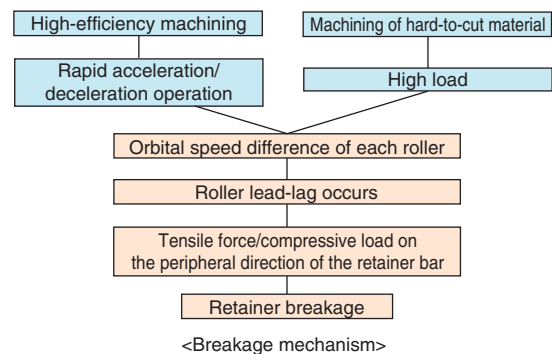 High-efficiency machining
Machining of hard-to-cut material
Rapid acceleration/
deceleration operation
High load
Orbital speed difference of each roller
Roller lead-lag occurs
Tensile force/compressive load on
the peripheral direction of the retainer bar
Retainer breakage
<Breakage mechanism>